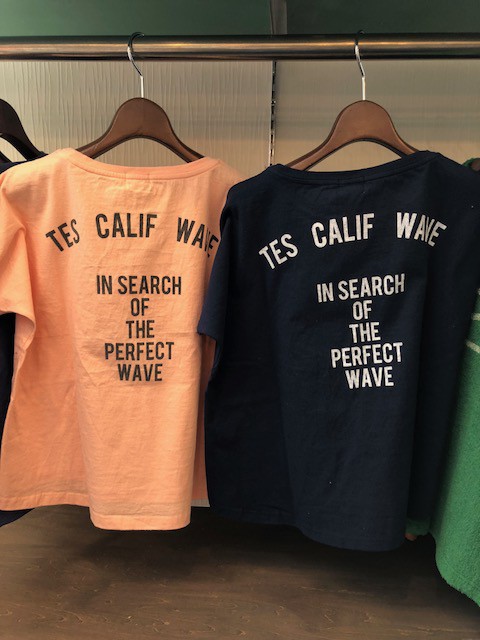 TES CALIF WAVE
IN SEARCH
OF
THE
PERFECT
WAVE
TES CALIF WAVE
IN SEARCH
OF
THE
PERFECT
WAVE